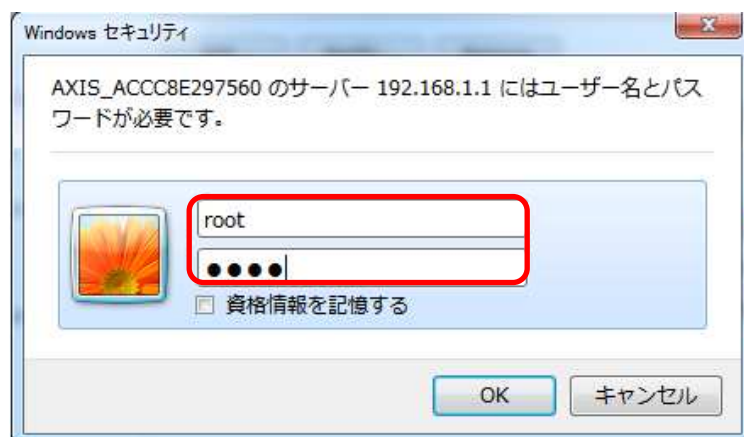 Windows セキュリティ
AXIS_ACCC8E297560 のサーバー 192.168.1.1 にはユーザー名とパス
ワードが必要です。
root
●●●●
資格情報を記憶する
OK
キャンセル